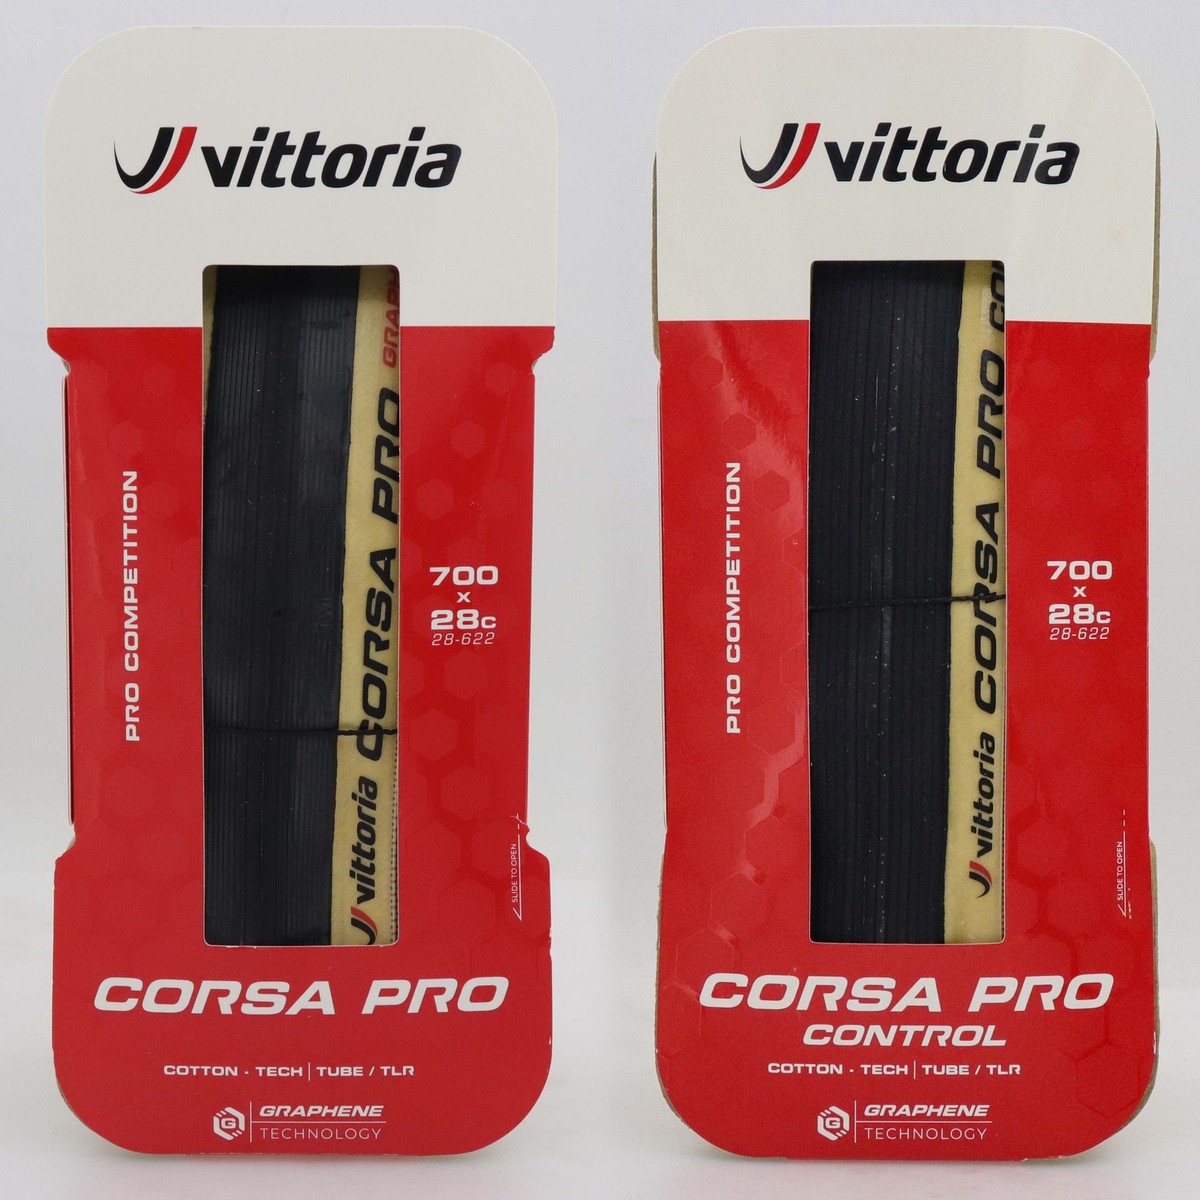 vittoria
GRAPH
vittoria CORSA PRO
PRO COMPETITION
700
x
28c
28-622
SLIDE TO OPEN
CORSA PRO
COTTON - TECH | TUBE / TLR
G
GRAPHENE
TECHNOLOGY
vittoria
vittoria CORSA PRO CO
PRO COMPETITION
700
x
28c
28-622
SLIDE TO OPEN
CORSA PRO
CONTROL
COTTON - TECH | TUBE / TLR
G
GRAPHENE
TECHNOLOGY